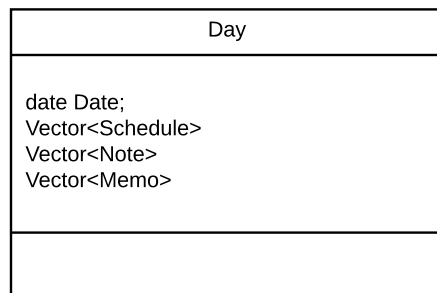 Day
date Date;
Vector<Schedule>
Vector<Note>
Vector<Memo>